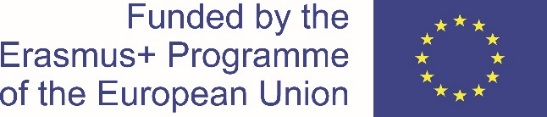 Funded by the
Erasmus+ Programme
of the European Union